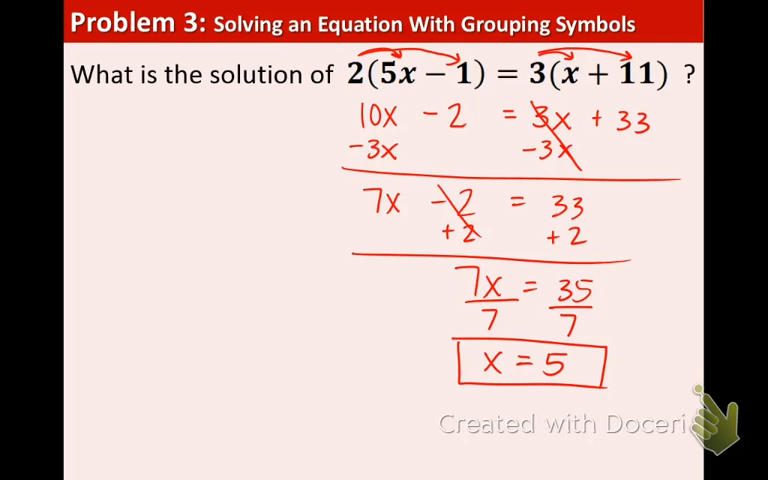 Problem 3: Solving an Equation With Grouping Symbols
What is the solution of 2(5x − 1) = 3(x + 11) ?
10x − 2 = 3x + 33
−3x −3x
7x − 2 = 33
+ 2 + 2
7x = 35
7 7
x = 5
Created with Doceri